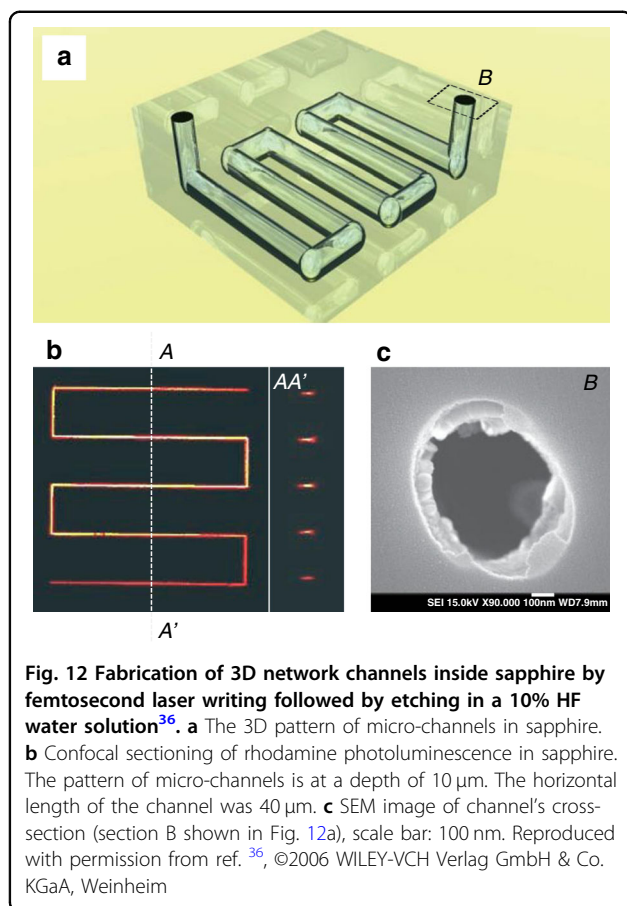 a
B
b
A
AA'
c
B
A'
SEI 15.0kV X90.000 100nm WD7.9mm
Fig. 12 Fabrication of 3D network channels inside sapphire by
femtosecond laser writing followed by etching in a 10% HF
water solution36. a The 3D pattern of micro-channels in sapphire.
b Confocal sectioning of rhodamine photoluminescence in sapphire.
The pattern of micro-channels is at a depth of 10 μm. The horizontal
length of the channel was 40 μm. c SEM image of channel's cross-
section (section B shown in Fig. 12a), scale bar: 100 nm. Reproduced
with permission from ref. 36, ©2006 WILEY-VCH Verlag GmbH & Co.
KGaA, Weinheim